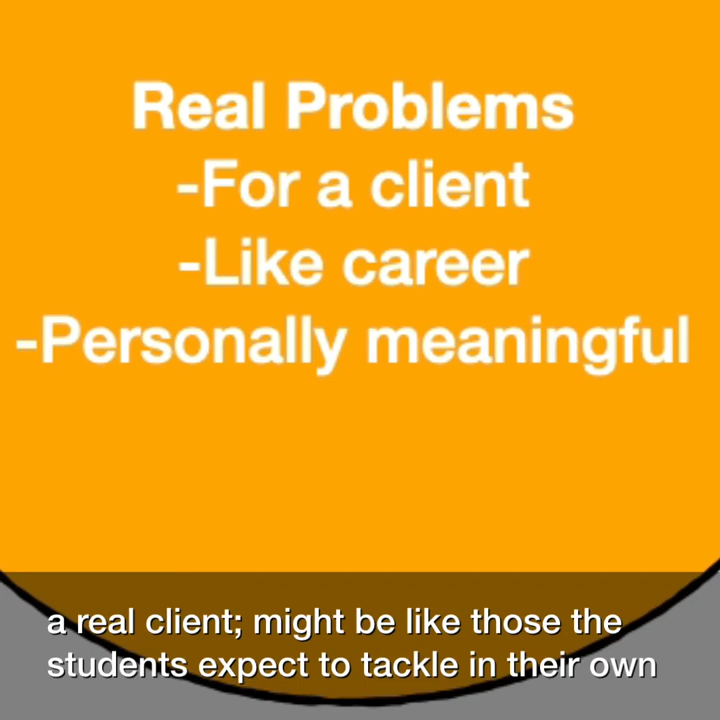 Real Problems
-For a client
-Like career
-Personally meaningful
a real client; might be like those the
students expect to tackle in their own